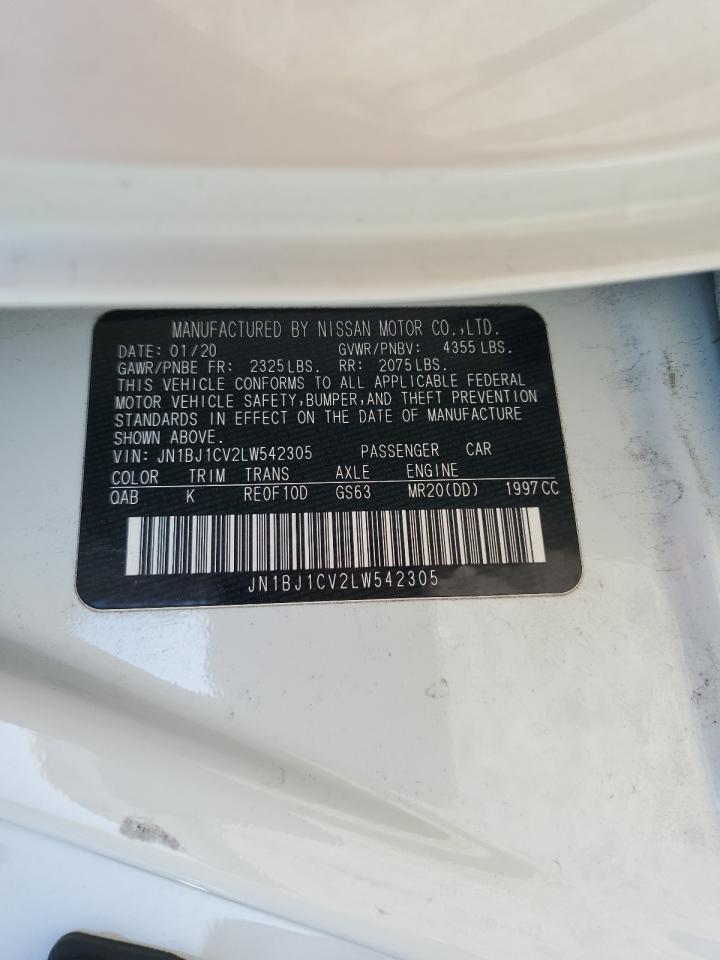 MANUFACTURED BY NISSAN MOTOR CO.,LTD.
DATE: 01/20 GVWR/PNBV: 4355 LBS.
GAWR/PNBE FR: 2325 LBS. RR: 2075 LBS.
THIS VEHICLE CONFORMS TO ALL APPLICABLE FEDERAL
MOTOR VEHICLE SAFETY, BUMPER, AND THEFT PREVENTION
STANDARDS IN EFFECT ON THE DATE OF MANUFACTURE
SHOWN ABOVE.
VIN: JN1BJ1CV2LW542305 PASSENGER CAR
COLOR TRIM TRANS AXLE ENGINE
QAB K RE0F10D GS63 MR20(DD) 1997CC
JN1BJ1CV2LW542305